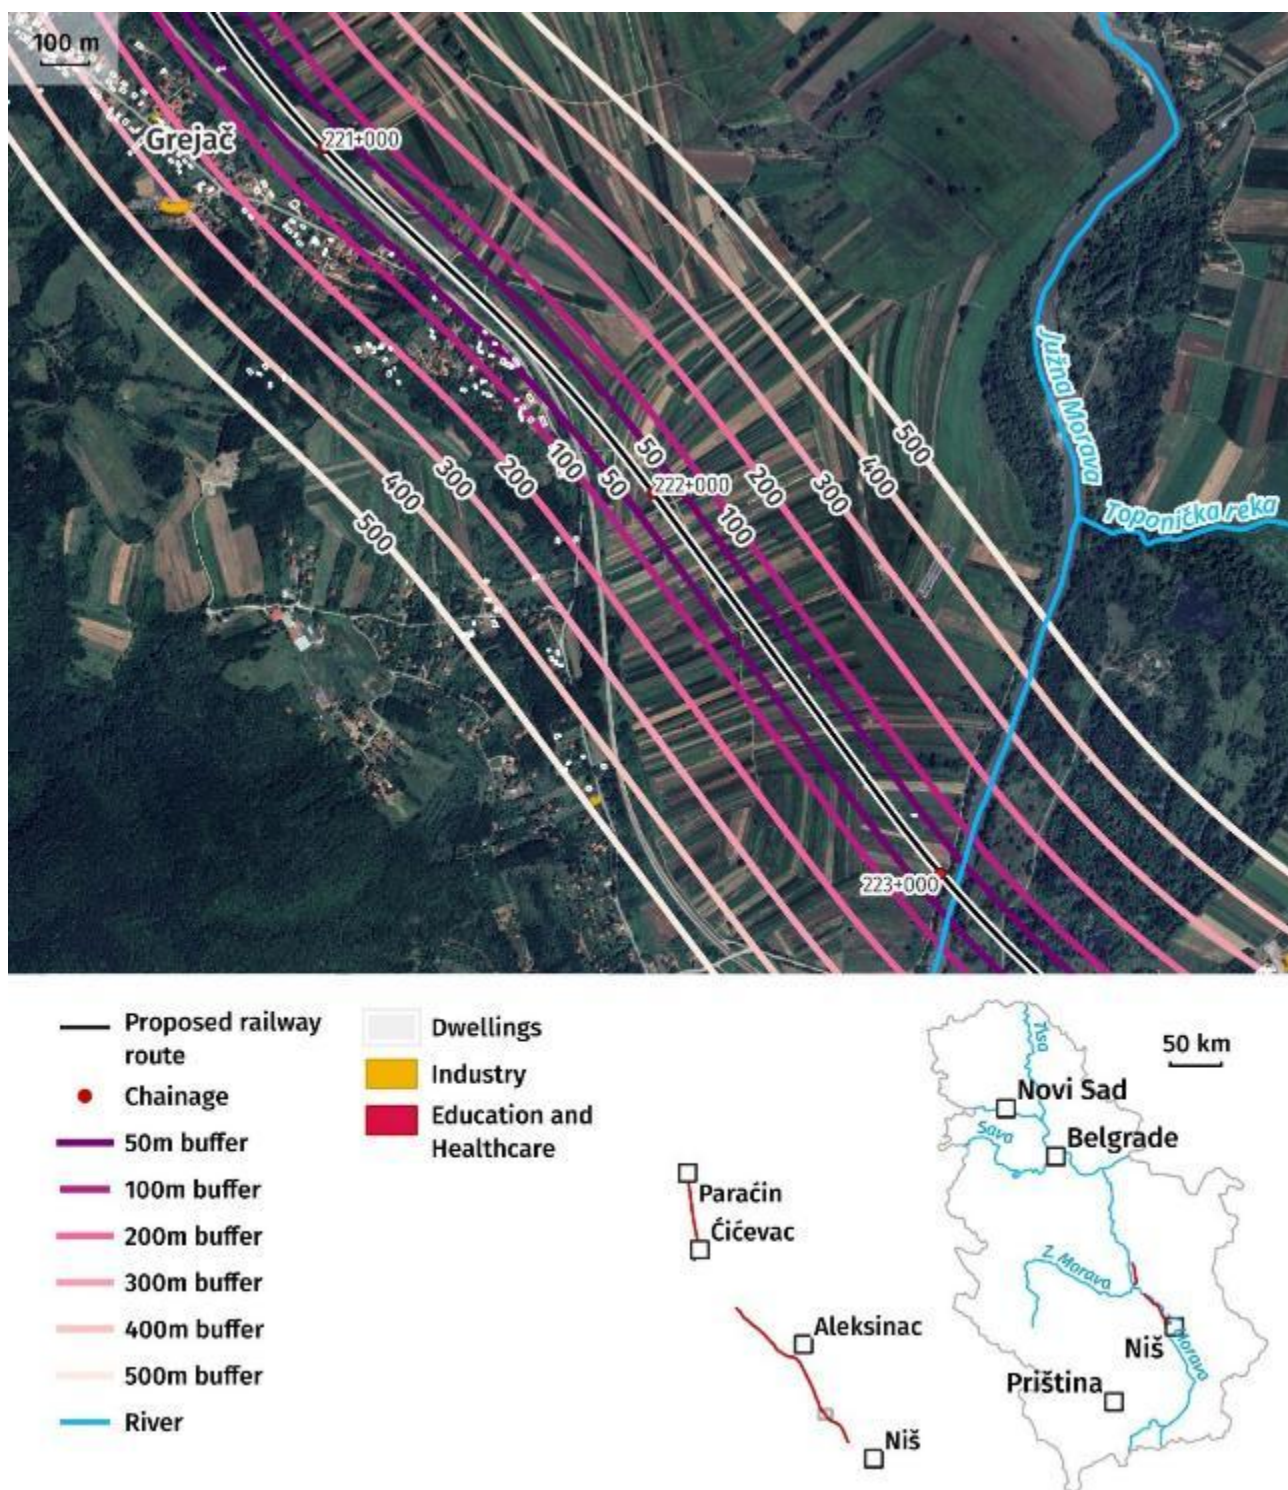 100 m
Grejač
221+000
222+000
223+000
500
400
300
200
100
50
50
100
200
300
400
500
Južna Morava
Toponička reka
Proposed railway
route
Chainage
50m buffer
100m buffer
200m buffer
300m buffer
400m buffer
500m buffer
River
Dwellings
Industry
Education and
Healthcare
Paraćin
Ćićevac
Aleksinac
Niš
50 km
Tisa
Novi Sad
Sava
Belgrade
Z. Morava
Morava
Niš
Priština